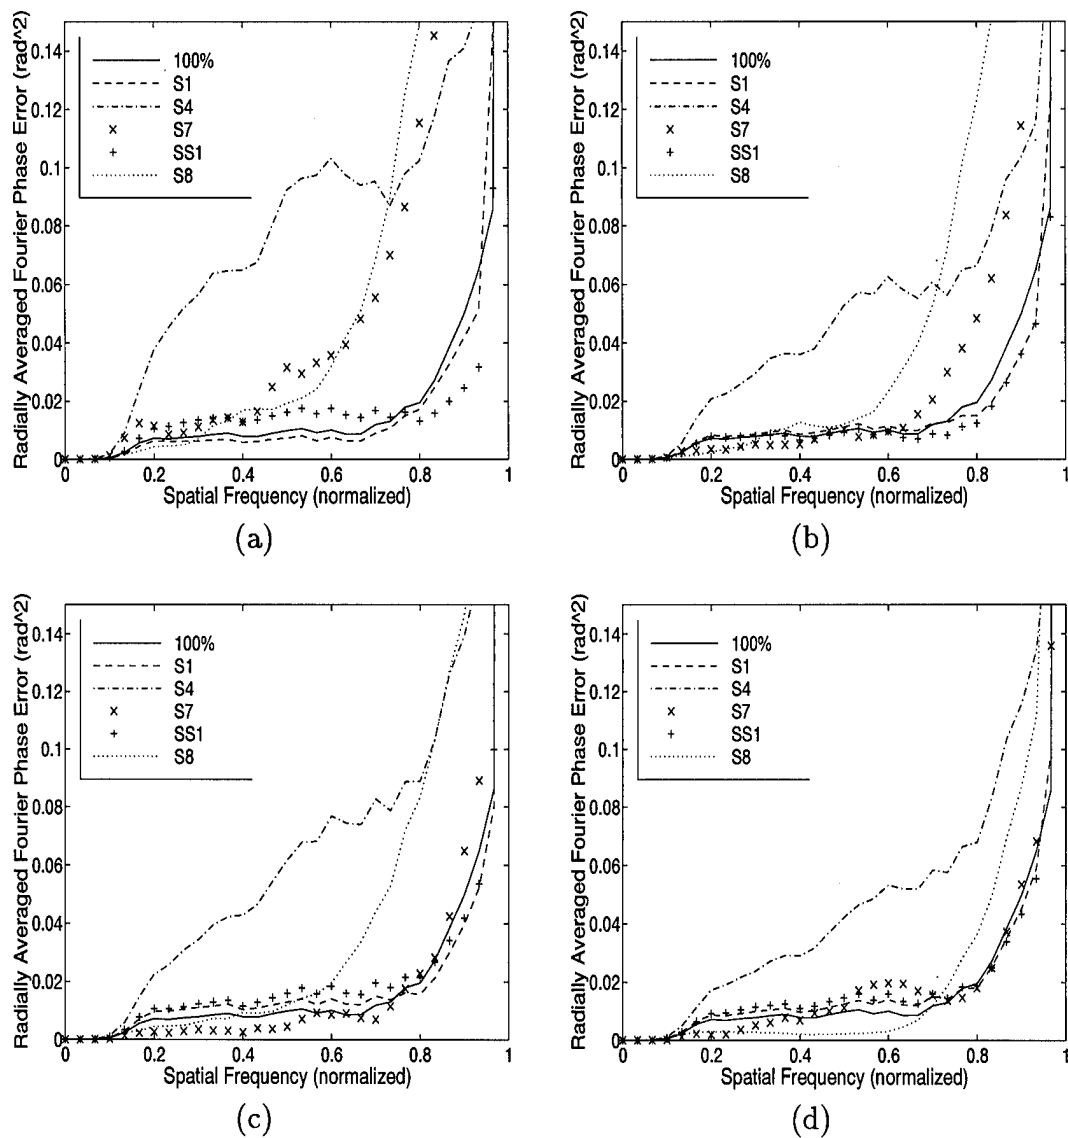 Radially Averaged Fourier Phase Error (rad^2)
0.14
0.12
0.1
0.08
0.06
0.04
0.02
0
100%
S1
S4
S7
SS1
S8
0 0.2 0.4 0.6 0.8 1
Spatial Frequency (normalized)
(a)
Radially Averaged Fourier Phase Error (rad^2)
0.14
0.12
0.1
0.08
0.06
0.04
0.02
0
100%
S1
S4
S7
SS1
S8
0 0.2 0.4 0.6 0.8 1
Spatial Frequency (normalized)
(b)
Radially Averaged Fourier Phase Error (rad^2)
0.14
0.12
0.1
0.08
0.06
0.04
0.02
0
100%
S1
S4
S7
SS1
S8
0 0.2 0.4 0.6 0.8 1
Spatial Frequency (normalized)
(c)
Radially Averaged Fourier Phase Error (rad^2)
0.14
0.12
0.1
0.08
0.06
0.04
0.02
0
100%
S1
S4
S7
SS1
S8
0 0.2 0.4 0.6 0.8 1
Spatial Frequency (normalized)
(d)